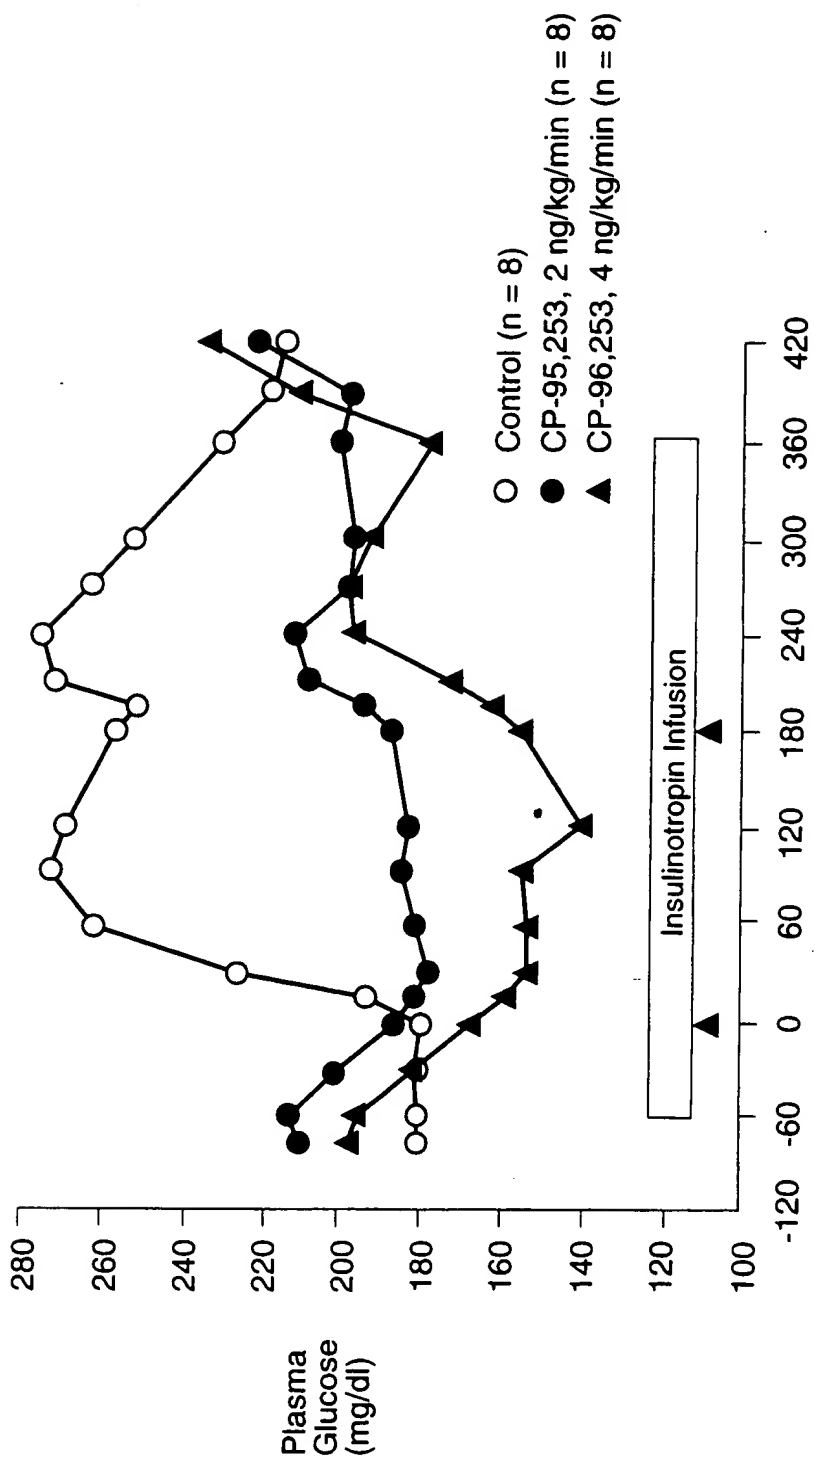 Plasma
Glucose
(mg/dl)
280
260
240
220
200
180
160
140
120
100
-120
-60
0
60
120
180
240
300
360
420
Insulinotropin Infusion
Control (n = 8)
CP-95,253, 2 ng/kg/min (n = 8)
CP-96,253, 4 ng/kg/min (n = 8)